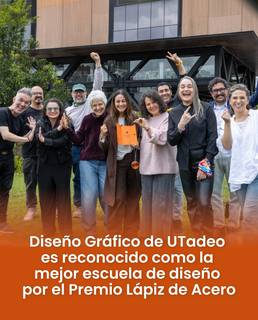 Diseño Gráfico de UTadeo
es reconocido como la
mejor escuela de diseño
por el Premio Lápiz de Acero